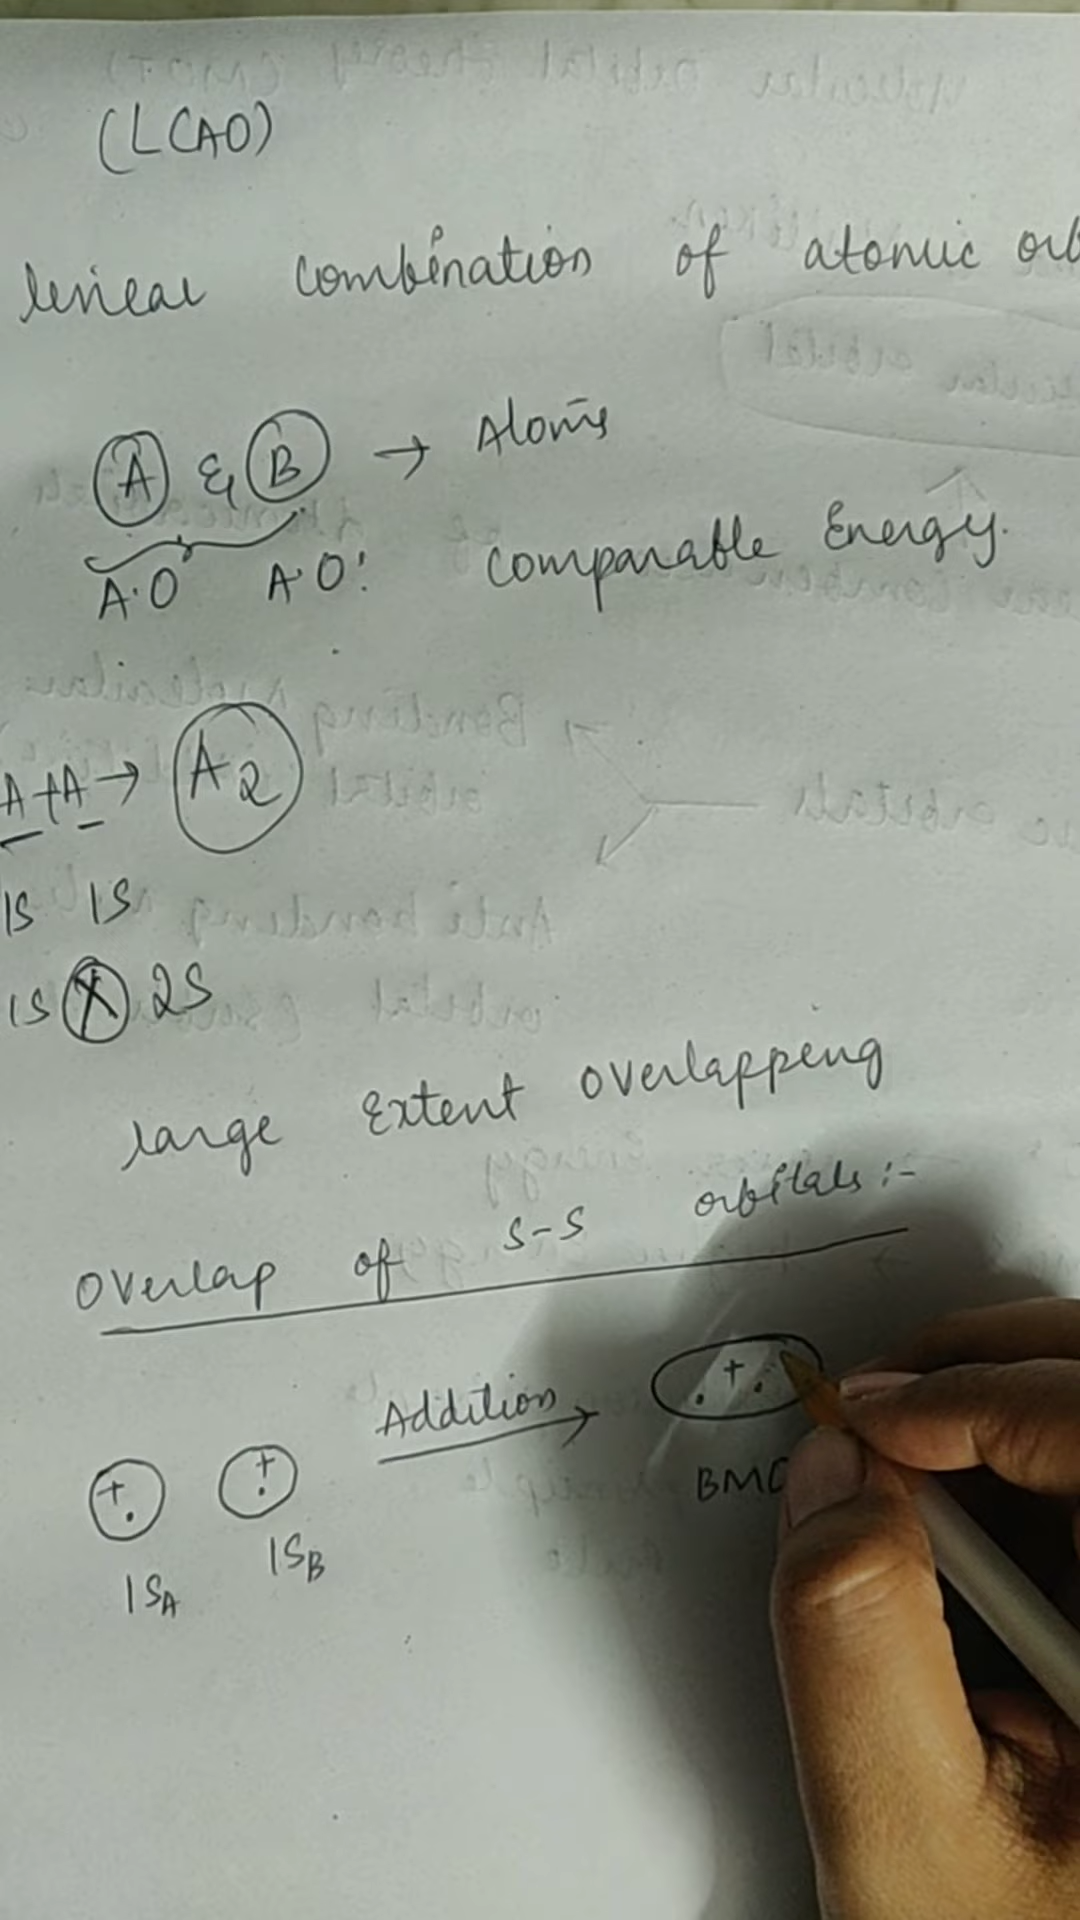 (LCAO)
linear combination of atomic orb
A & B → Atoms
A.O A.O: comparable Energy.
A+A → A2
1S 1S
1S X 2S
large Extent overlapping
Overlap of S-S orbitals :-
Addition →
+ . + . . + .
1SA 1SB BMO